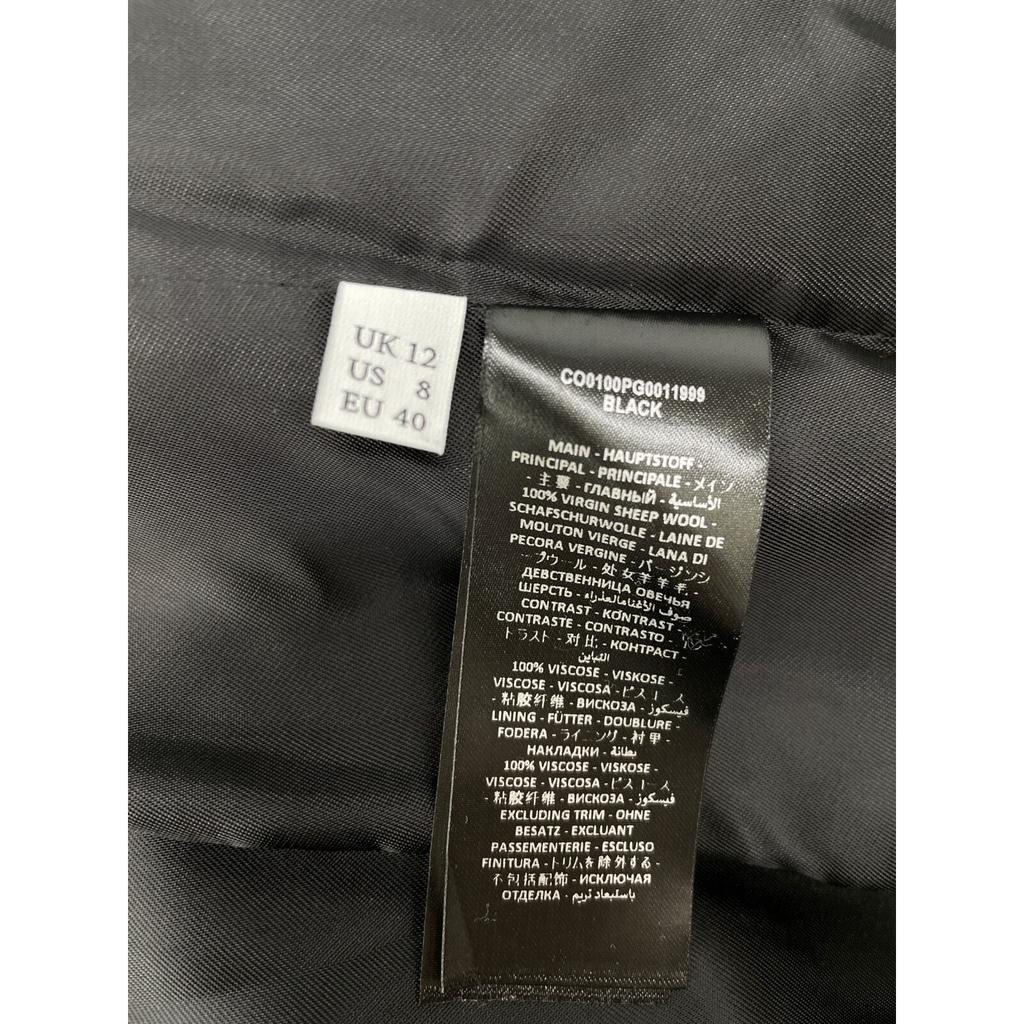 UK 12
US 8
EU 40
CO0100PG0011999
BLACK
MAIN - HAUPTSTOFF -
PRINCIPAL - PRINCIPALE - メイン
- 主要 - ГЛАВНЫЙ - الأساسية
100% VIRGIN SHEEP WOOL -
SCHAFSCHURWOLLE - LAINE DE
MOUTON VIERGE - LANA DI
PECORA VERGINE - バージンシ
ープウール - 处女羊羊毛 -
ДЕВСТВЕННИЦА ОВЕЧЬЯ
ШЕРСТЬ - صوف الأغنامالعذراء
CONTRAST - KONTRAST -
CONTRASTE - CONTRASTO -
トラスト - 对比 - КОНТРАСТ -
التباين
100% VISCOSE - VISKOSE -
VISCOSE - VISCOSA - ビスコース
- 粘胶纤维 - ВИСКОЗА - فيسكوز
LINING - FÜTTER - DOUBLURE -
FODERA - ライニング - 衬里 -
НАКЛАДКИ - بطانة
100% VISCOSE - VISKOSE -
VISCOSE - VISCOSA - ビスコース
- 粘胶纤维 - ВИСКОЗА - فيسكوز
EXCLUDING TRIM - OHNE
BESATZ - EXCLUANT
PASSEMENTERIE - ESCLUSO
FINITURA - トリムを除外する -
不包括配饰 - ИСКЛЮЧАЯ
ОТДЕЛКА - باستبعاد تريم